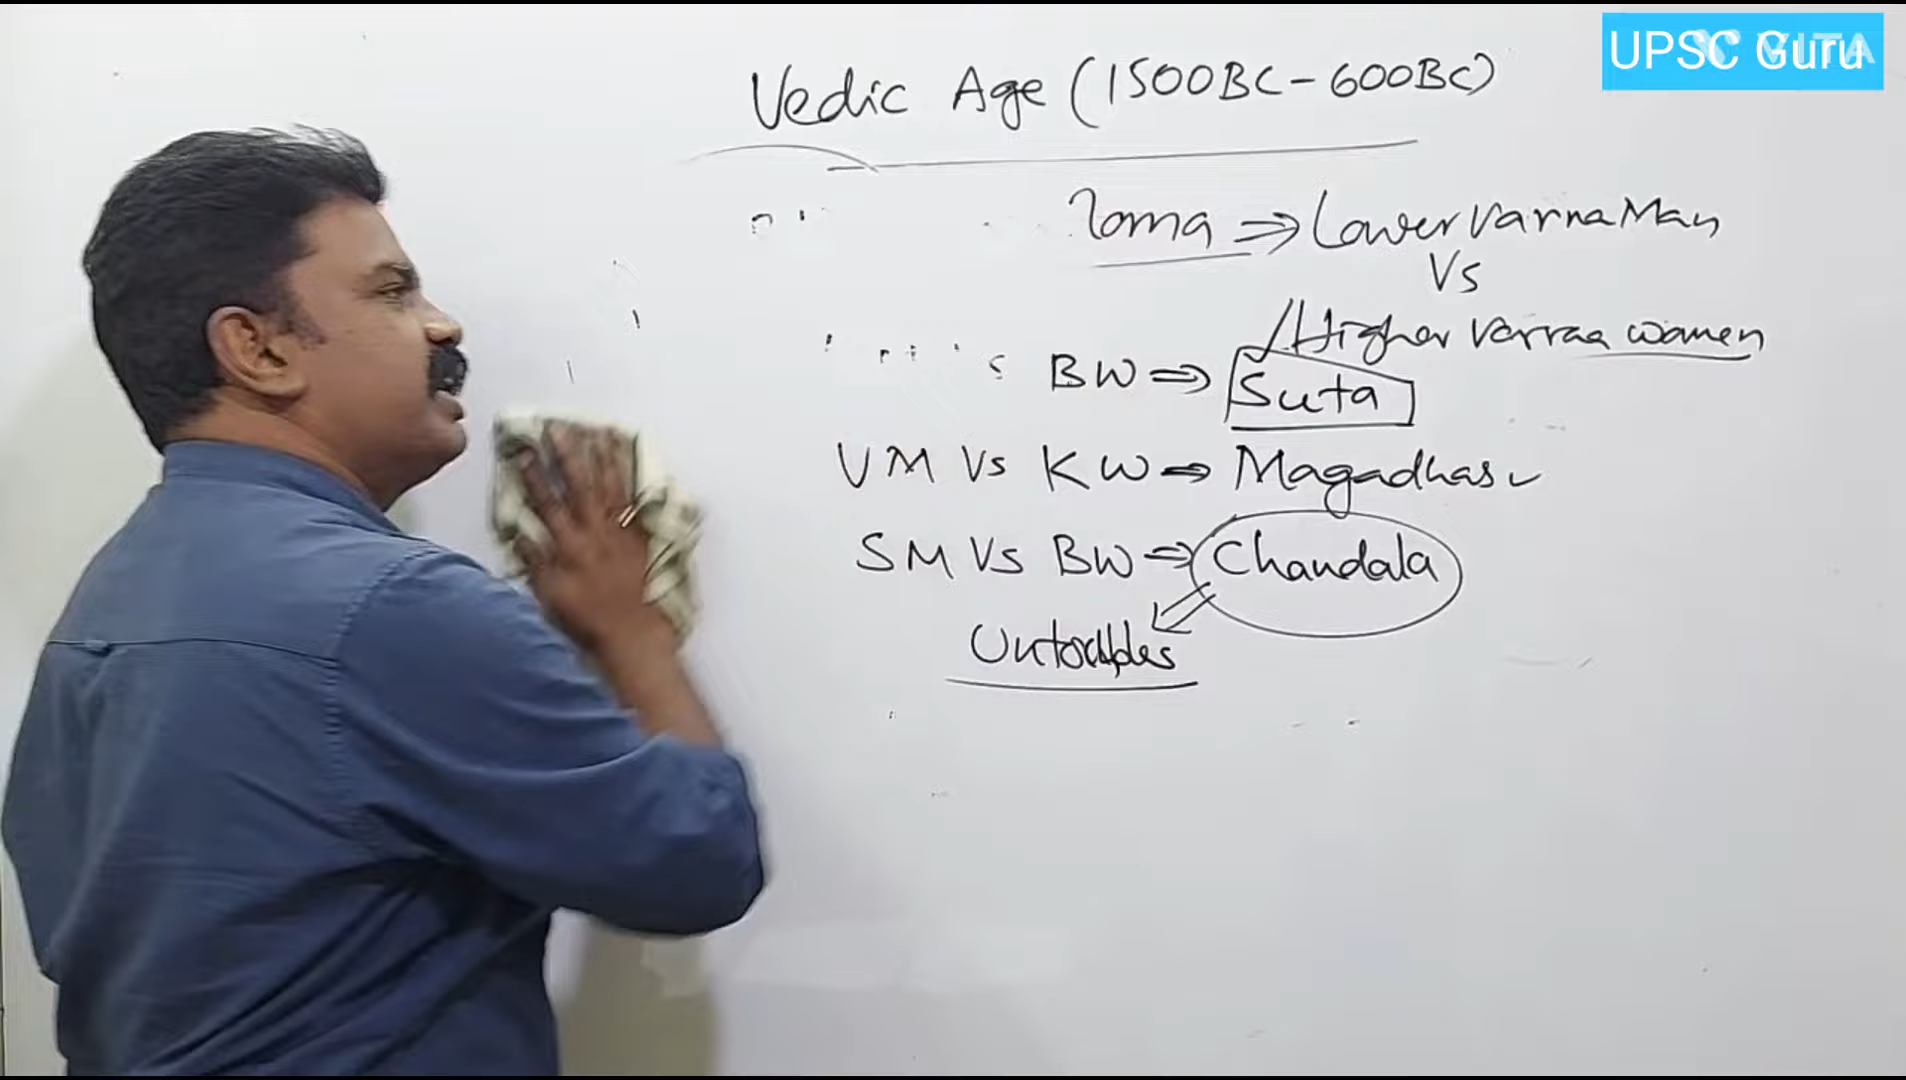 UPSC Guru
VITA
Vedic Age (1500BC-600BC)
loma ⇒ Lower Varna Man
Vs
Higher Varna women
BW ⇒ Suta
VM Vs KW ⇒ Magadhas
SM Vs BW ⇒ Chandala